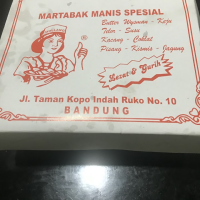 MARTABAK MANIS SPESIAL
Butter Wysman - Keju
Telor - Susu
Kacang - Coklat
Pisang - Kismis - Jagung
Lezat & Gurih
Jl. Taman Kopo Indah Ruko No. 10
BANDUNG